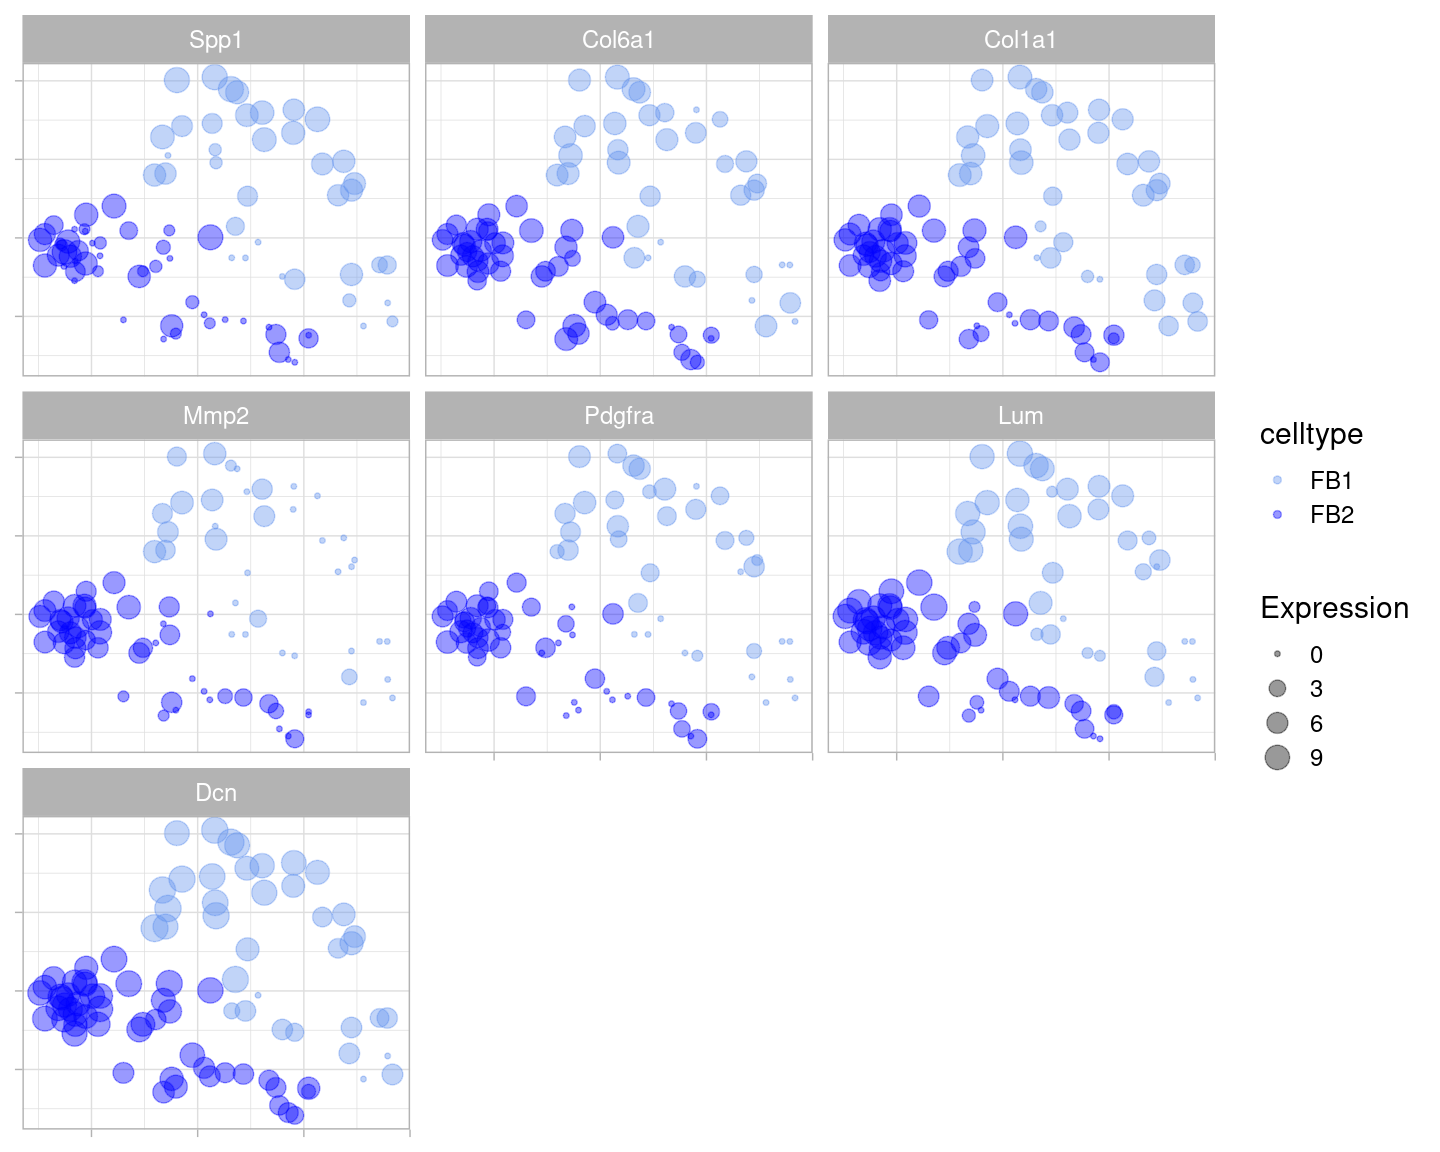 Spp1
Col6a1
Col1a1
Mmp2
Pdgfra
Lum
Dcn
celltype
FB1
FB2
Expression
0
3
6
9